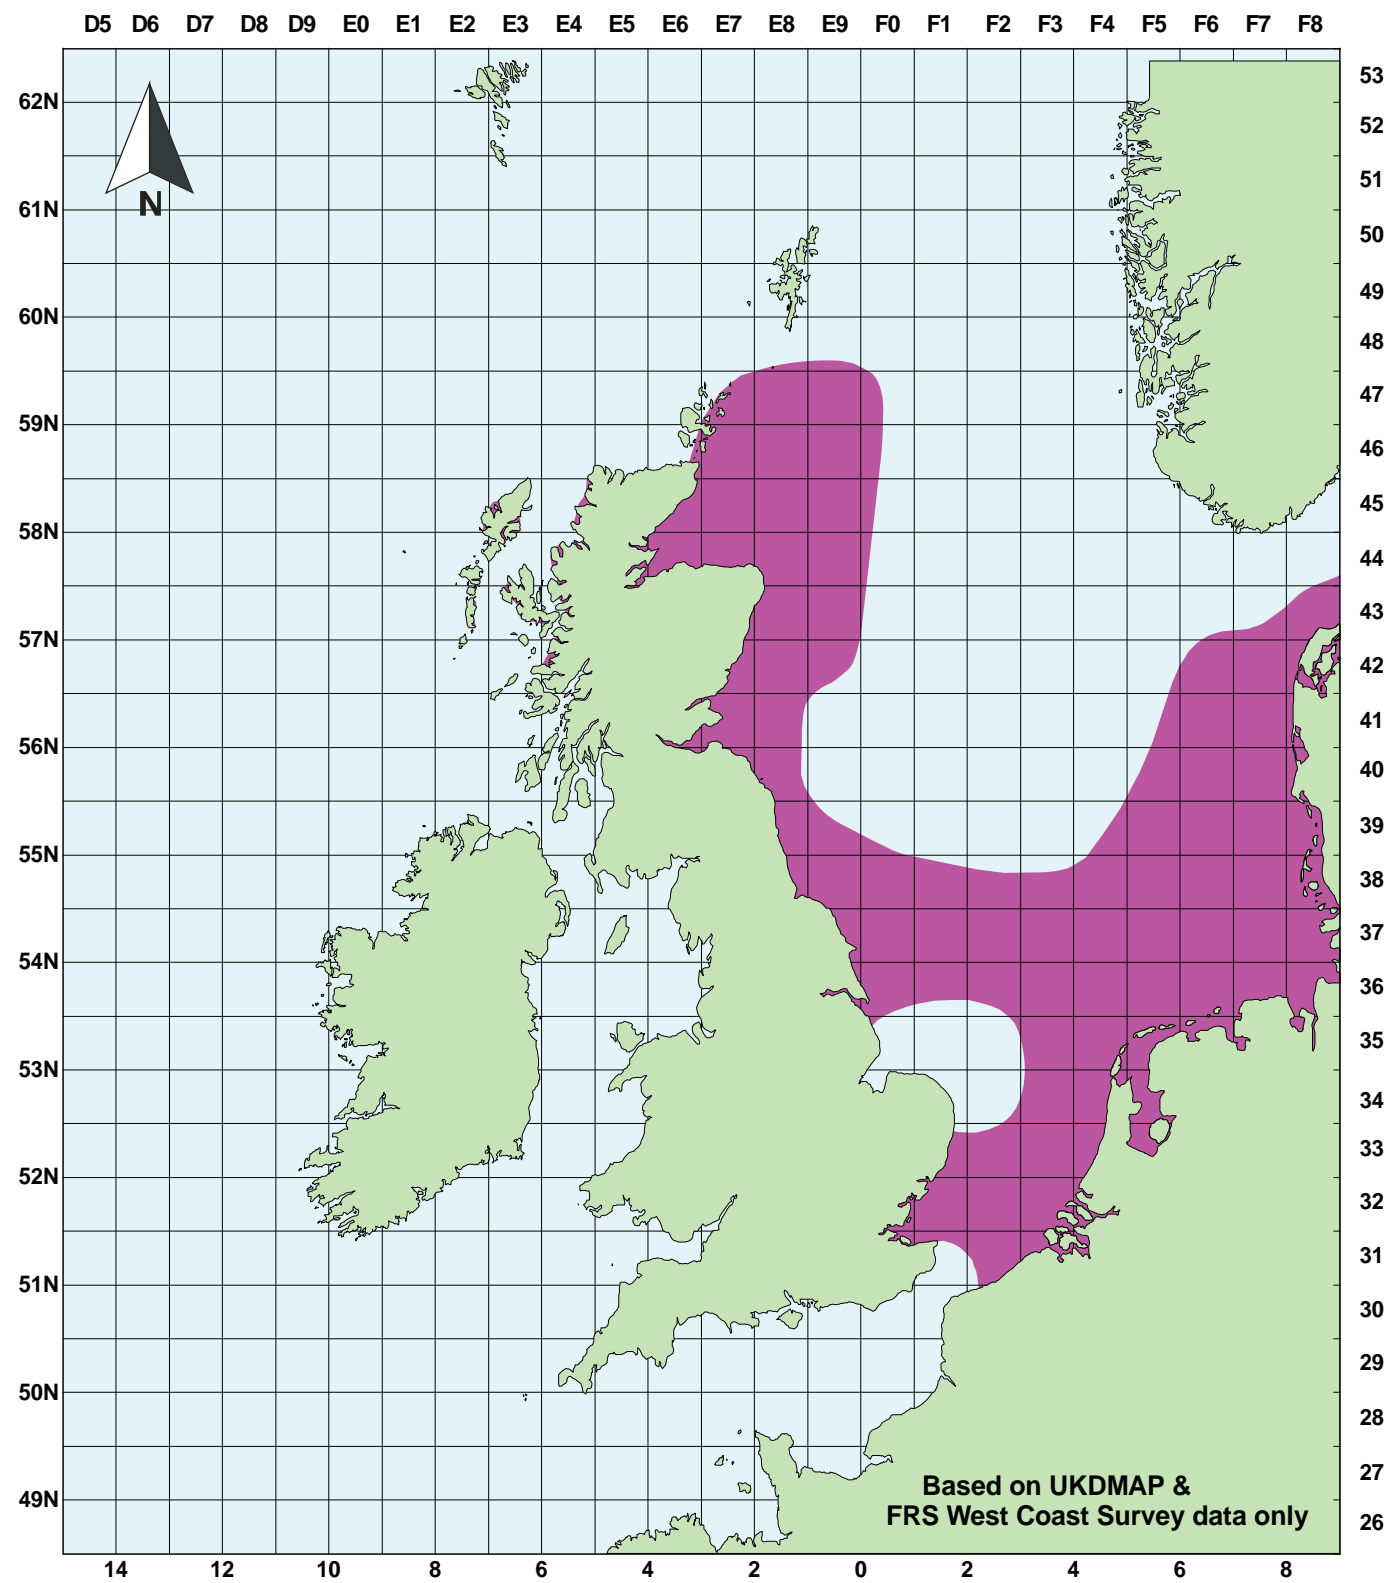 D5 D6 D7 D8 D9 E0 E1 E2 E3 E4 E5 E6 E7 E8 E9 F0 F1 F2 F3 F4 F5 F6 F7 F8
53
62N
52
51
N
61N
50
49
60N
48
47
59N
46
45
58N
44
43
57N
42
41
56N
40
39
55N
38
37
54N
36
35
53N
34
33
52N
32
31
51N
30
29
50N
28
27
Based on UKDMAP &
49N
FRS West Coast Survey data only
26
14 12 10 8 6 4 2 0 2 4 6 8